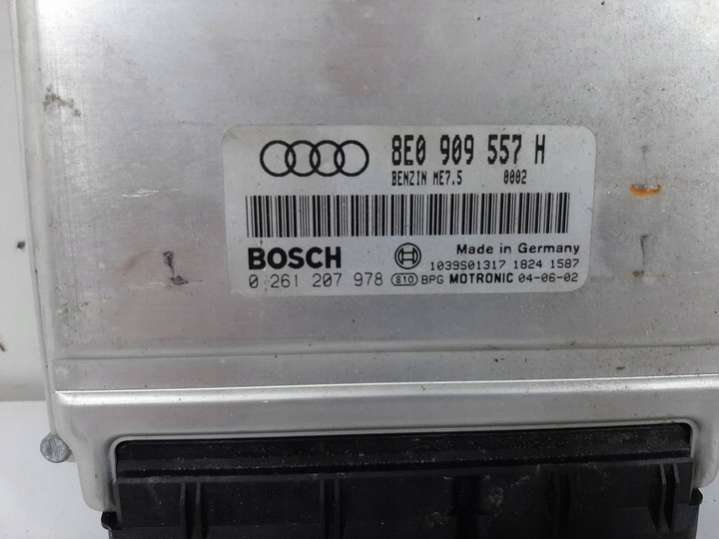 8E0 909 557 H
BENZIN ME7.5 0002
BOSCH
Made in Germany
1039S01317 1824 1587
0 261 207 978 S10 BPG MOTRONIC 04-06-02